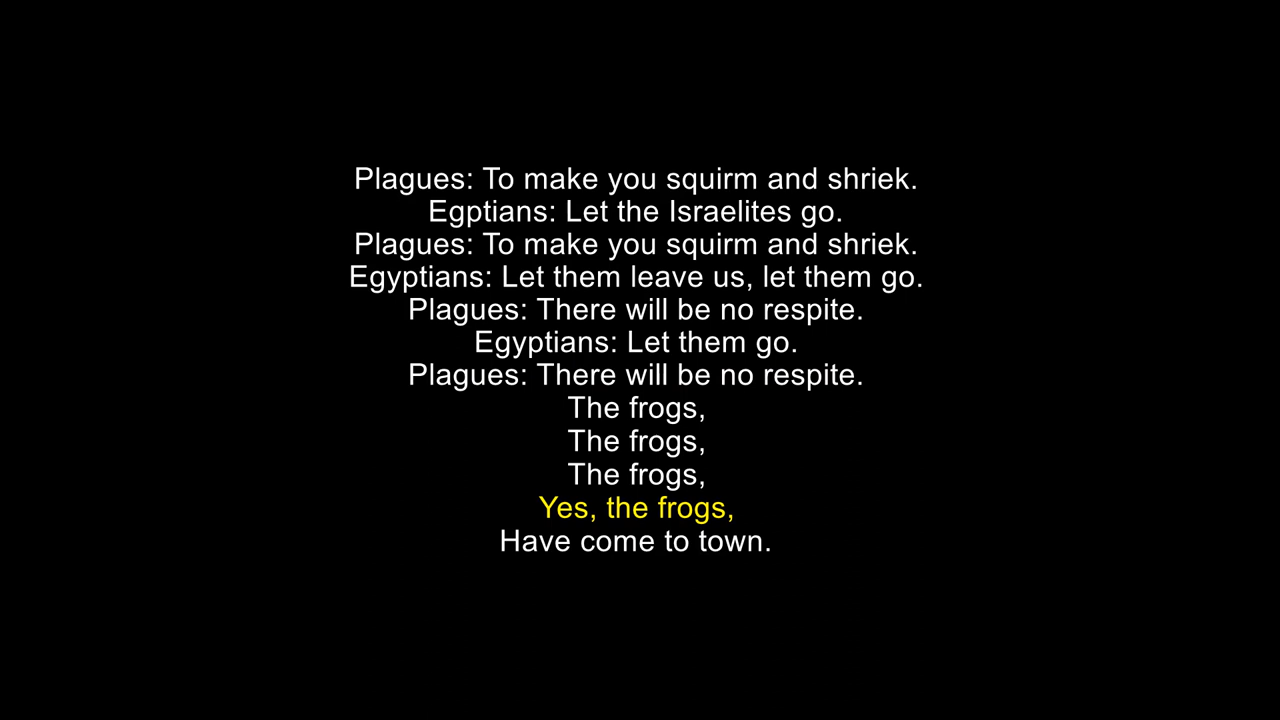 Plagues: To make you squirm and shriek.
Egptians: Let the Israelites go.
Plagues: To make you squirm and shriek.
Egyptians: Let them leave us, let them go.
Plagues: There will be no respite.
Egyptians: Let them go.
Plagues: There will be no respite.
The frogs,
The frogs,
The frogs,
Yes, the frogs,
Have come to town.